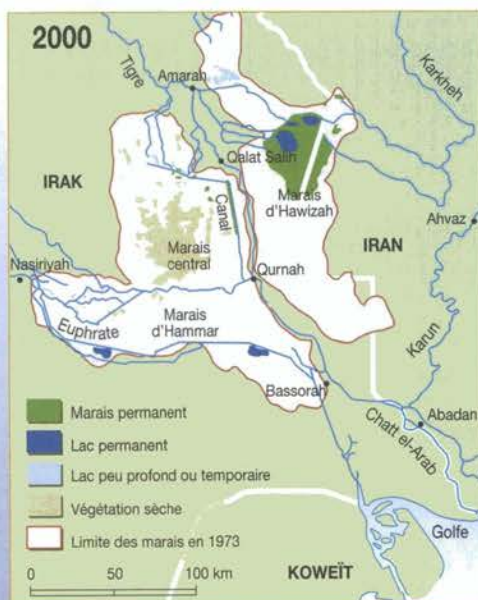 2000
Tigre
Amarah
Karkheh
Qalat Salih
IRAK
Canal
Marais
d'Hawizah
Ahvaz
Marais
central
IRAN
Nasiriyah
Qurnah
Euphrate
Marais
d'Hammar
Karun
Bassorah
Chatt el-Arab
Abadan
Marais permanent
Lac permanent
Lac peu profond ou temporaire
Végétation sèche
Limite des marais en 1973
Golfe
0 50 100 km
KOWEÏT